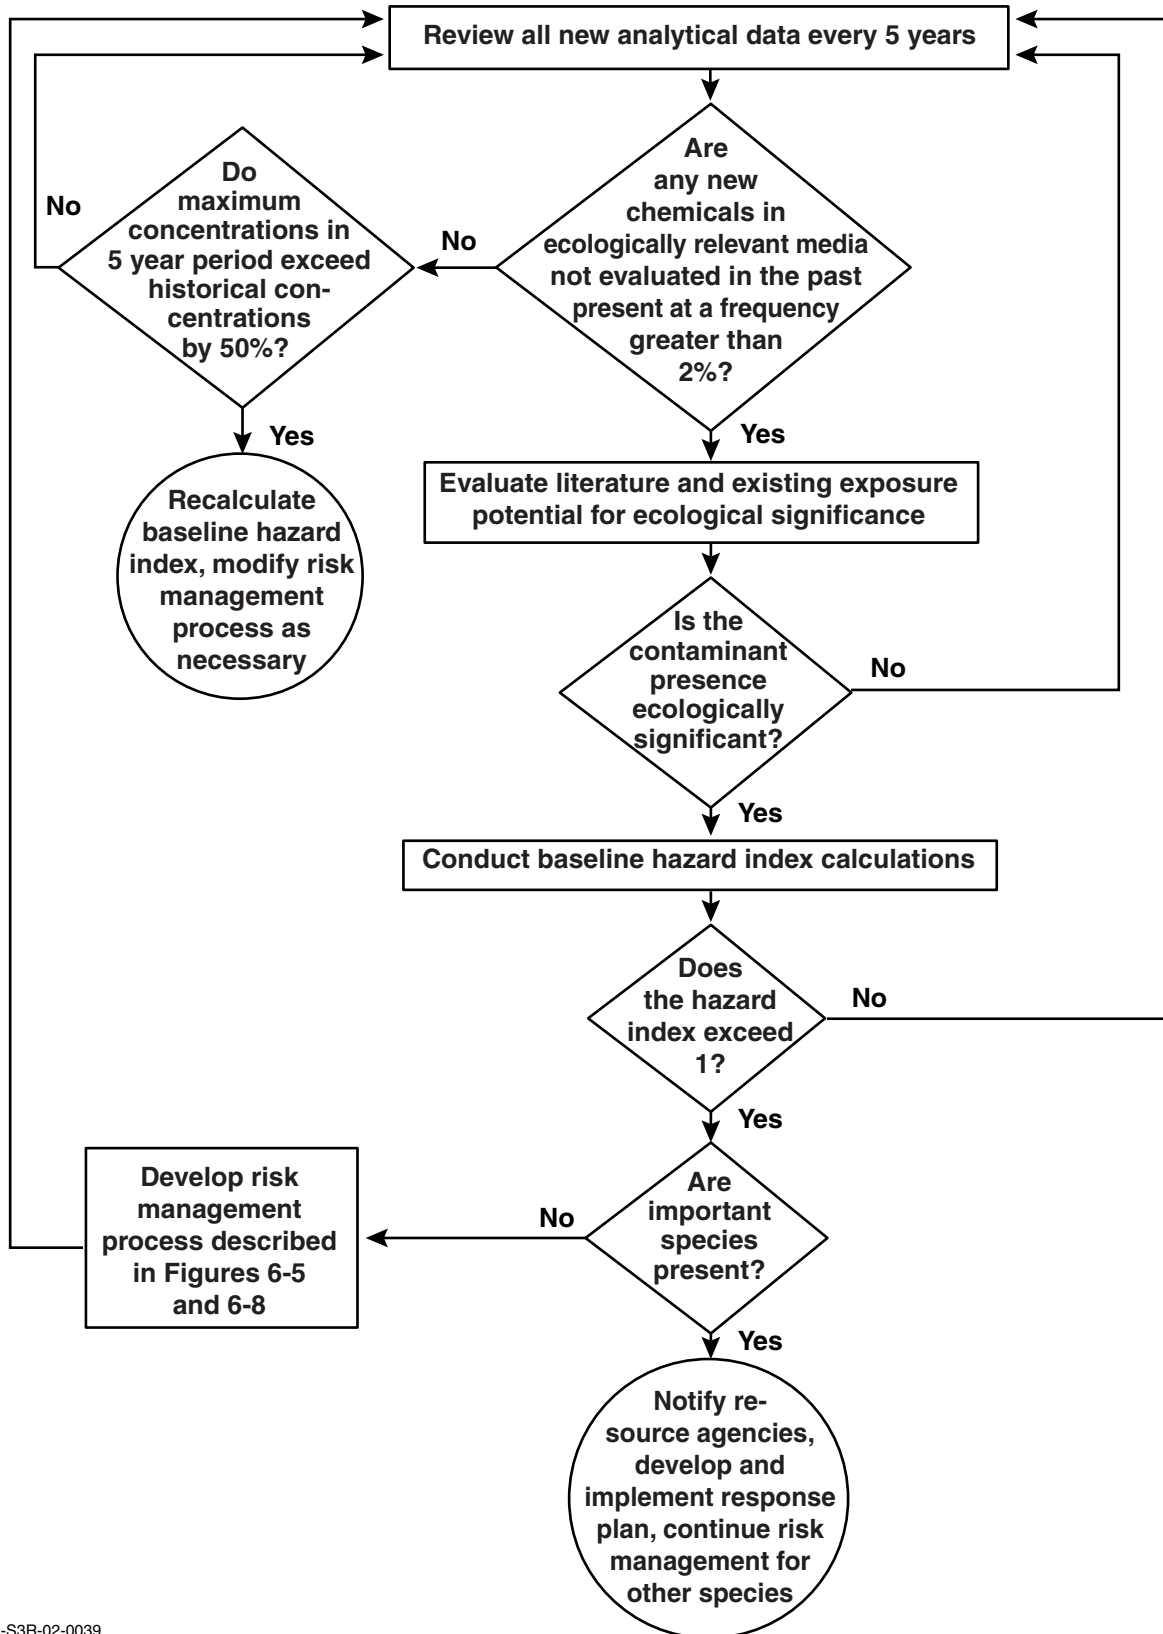 Review all new analytical data every 5 years
Are
any new
chemicals in
ecologically relevant media
not evaluated in the past
present at a frequency
greater than
2%?
No
Do
maximum
concentrations in
5 year period exceed
historical con-
centrations
by 50%?
No
Yes
Recalculate
baseline hazard
index, modify risk
management
process as
necessary
Yes
Evaluate literature and existing exposure
potential for ecological significance
Is the
contaminant
presence
ecologically
significant?
No
Yes
Conduct baseline hazard index calculations
Does
the hazard
index exceed
1?
No
Yes
Are
important
species
present?
No
Develop risk
management
process described
in Figures 6-5
and 6-8
Yes
Notify re-
source agencies,
develop and
implement response
plan, continue risk
management for
other species
-S3R-02-0039